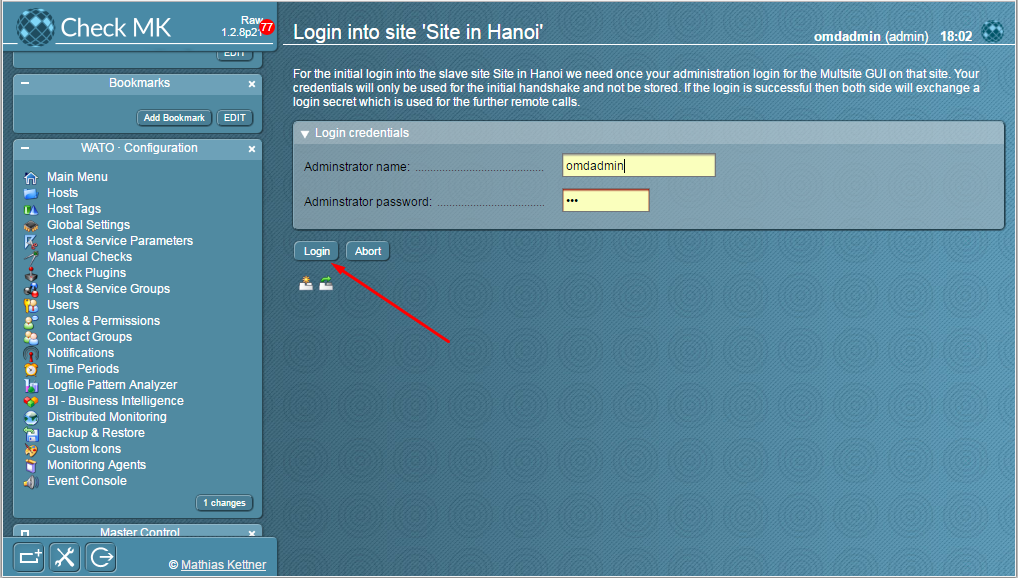 Check MK
Raw
1.2.8p21
77
EDIT
Bookmarks
Add Bookmark
EDIT
WATO · Configuration
Main Menu
Hosts
Host Tags
Global Settings
Host & Service Parameters
Manual Checks
Check Plugins
Host & Service Groups
Users
Roles & Permissions
Contact Groups
Notifications
Time Periods
Logfile Pattern Analyzer
BI - Business Intelligence
Distributed Monitoring
Backup & Restore
Custom Icons
Monitoring Agents
Event Console
1 changes
Master Control
© Mathias Kettner
Login into site 'Site in Hanoi'
omdadmin (admin) 18:02
For the initial login into the slave site Site in Hanoi we need once your administration login for the Multsite GUI on that site. Your
credentials will only be used for the initial handshake and not be stored. If the login is successful then both side will exchange a
login secret which is used for the further remote calls.
Login credentials
Adminstrator name: omdadmin
Adminstrator password: •••
Login Abort